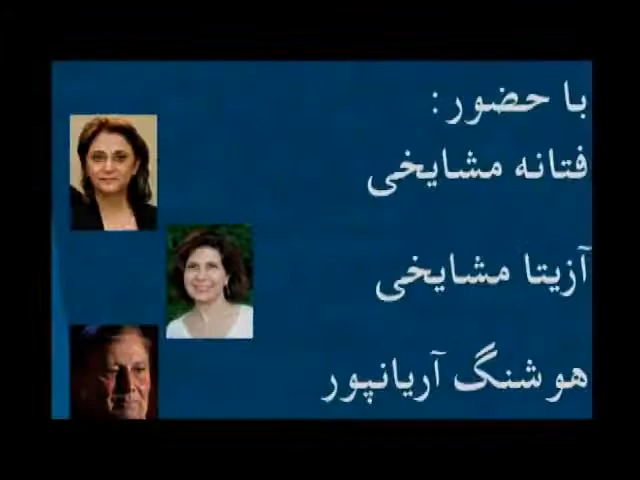 با حضور:
فتانه مشایخی
آزیتا مشایخی
هوشنگ آریانپور